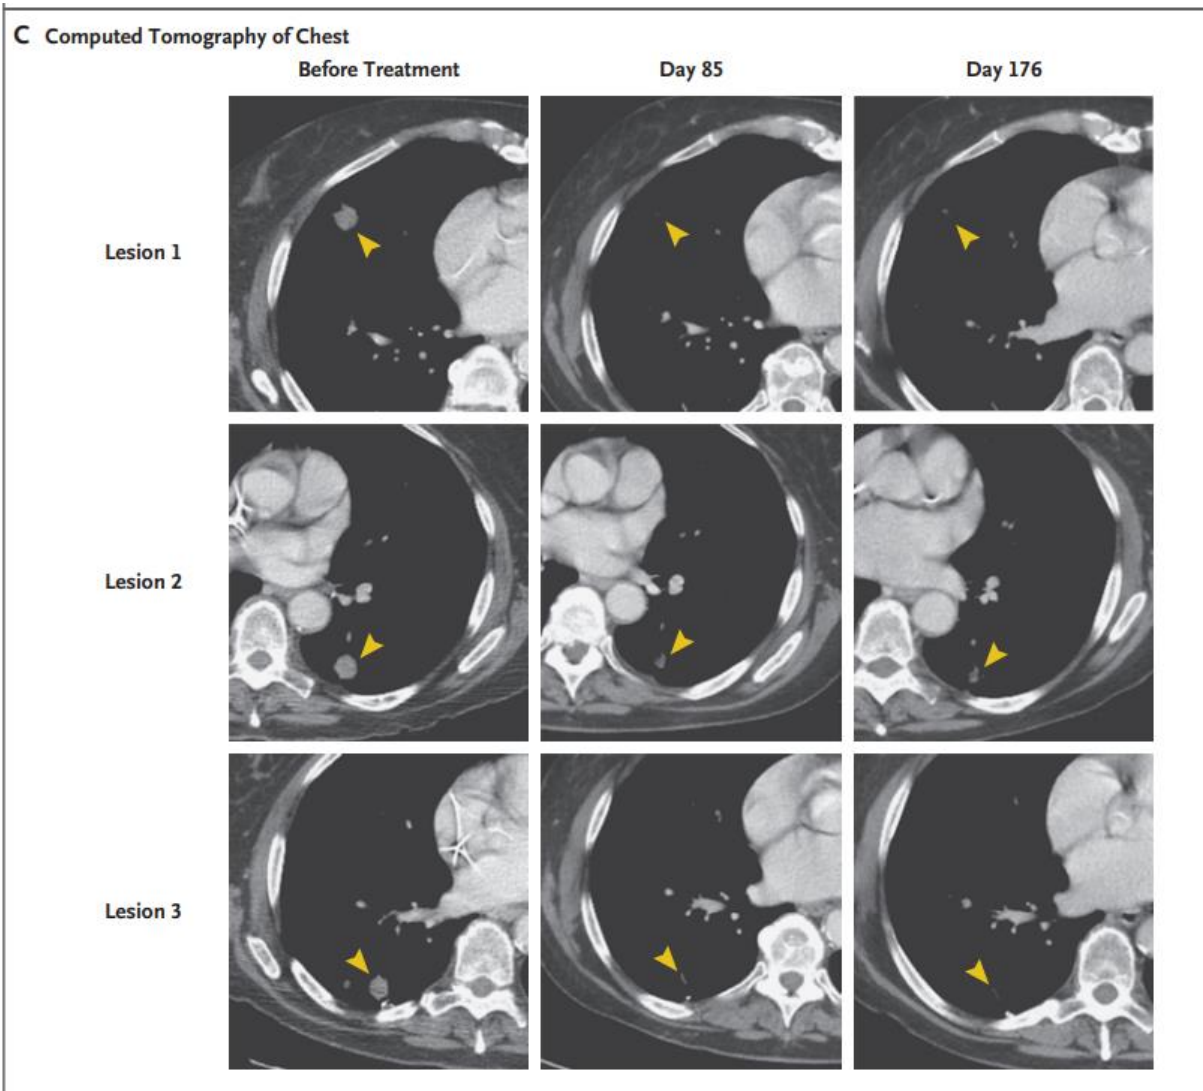 C Computed Tomography of Chest
Before Treatment Day 85 Day 176
Lesion 1
Lesion 2
Lesion 3